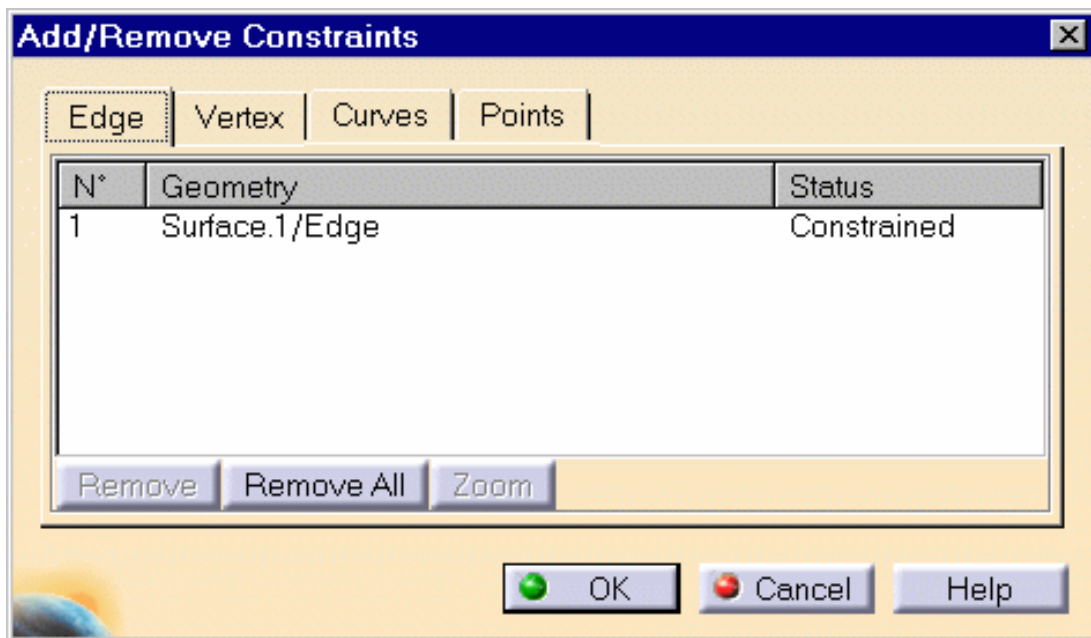 Add/Remove Constraints
Edge Vertex Curves Points
N° Geometry Status
1 Surface.1/Edge Constrained
Remove Remove All Zoom
OK Cancel Help